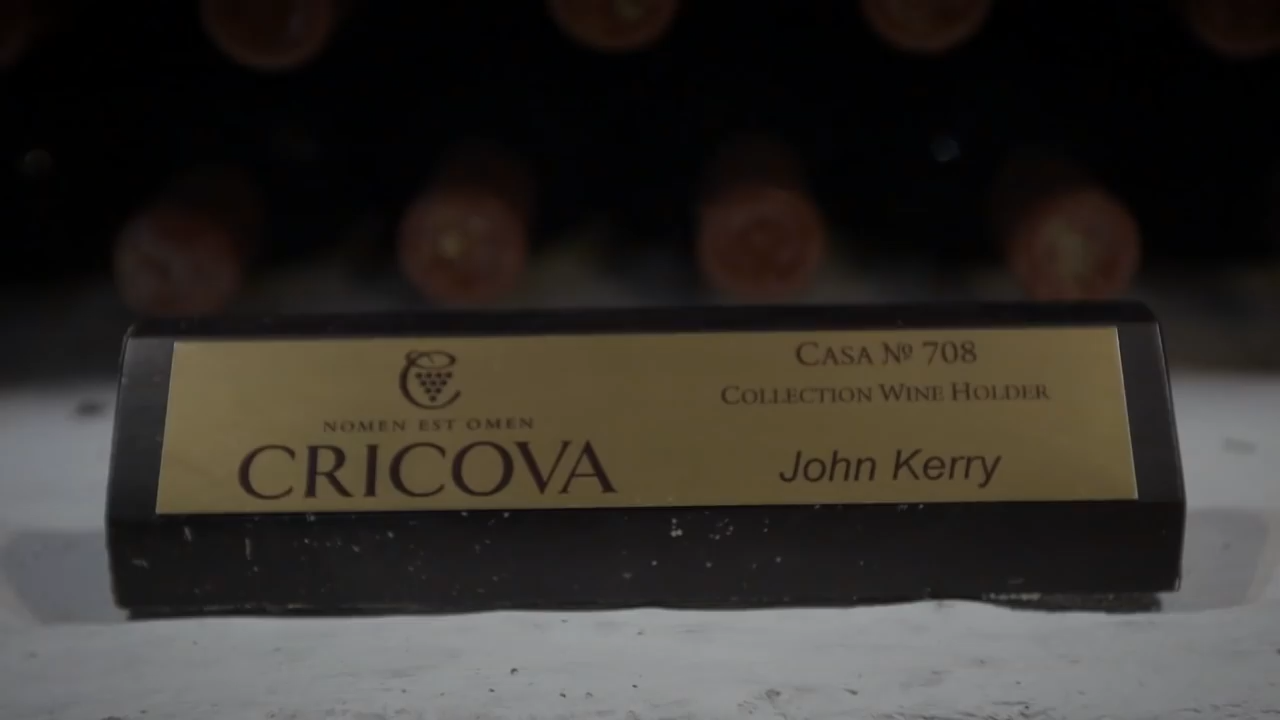 NOMEN EST OMEN
CRICOVA
CASA № 708
COLLECTION WINE HOLDER
John Kerry